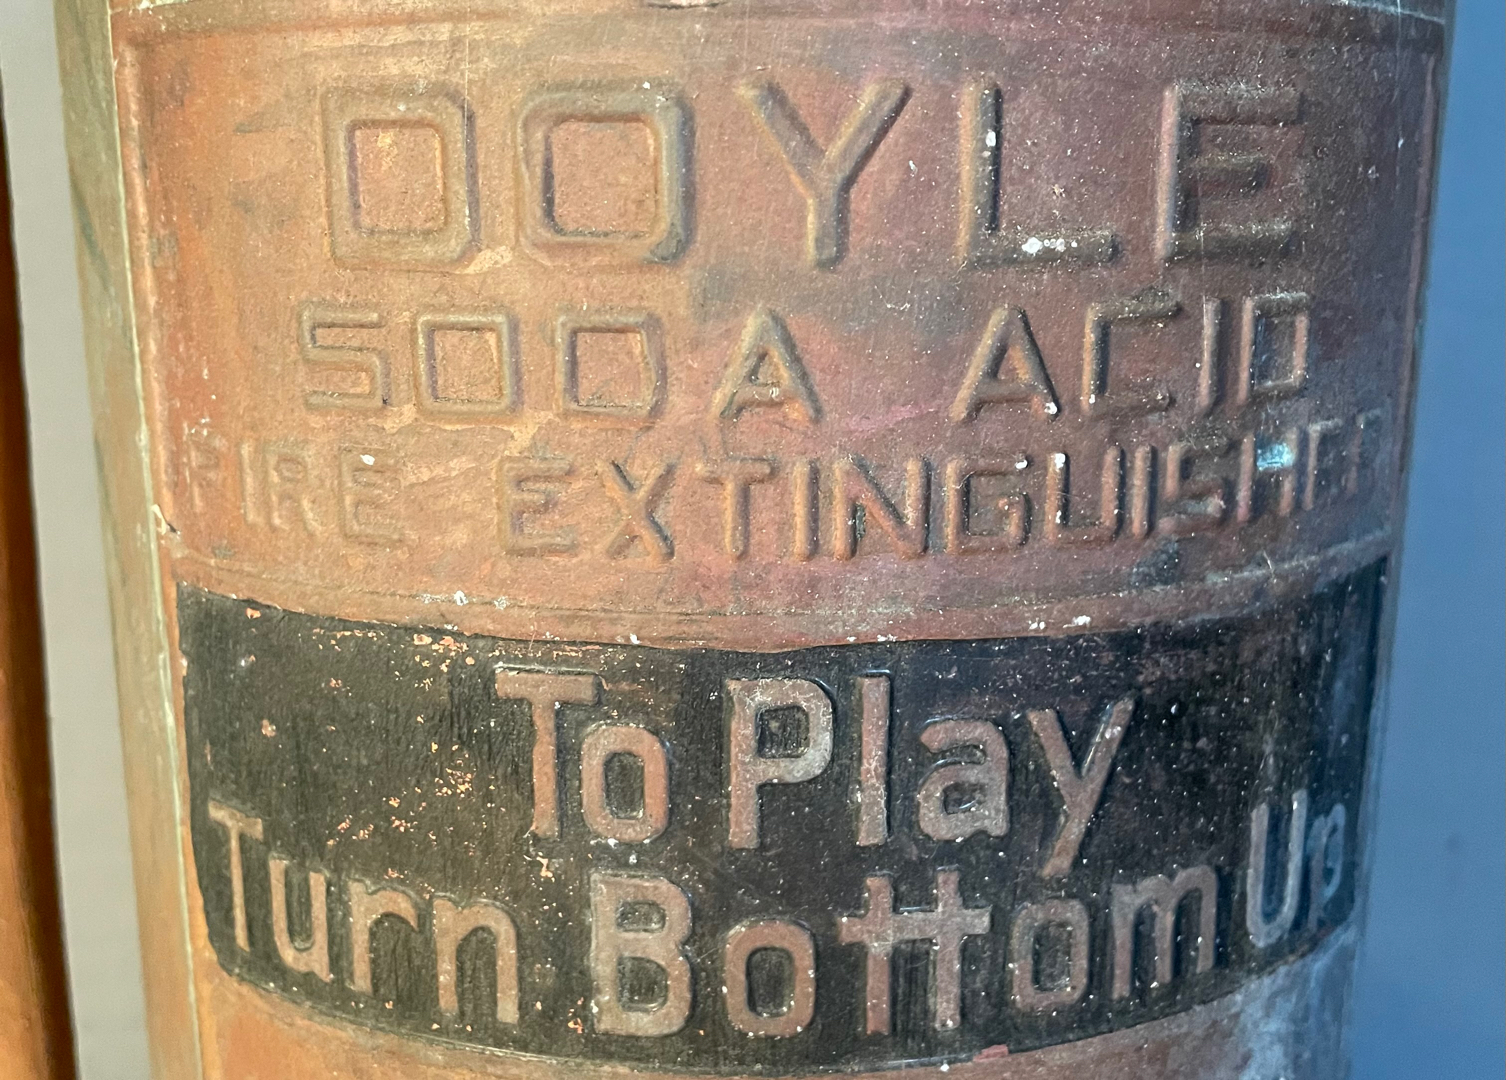 DOYLE
SODA ACID
FIRE EXTINGUISHER
To Play
Turn Bottom Up